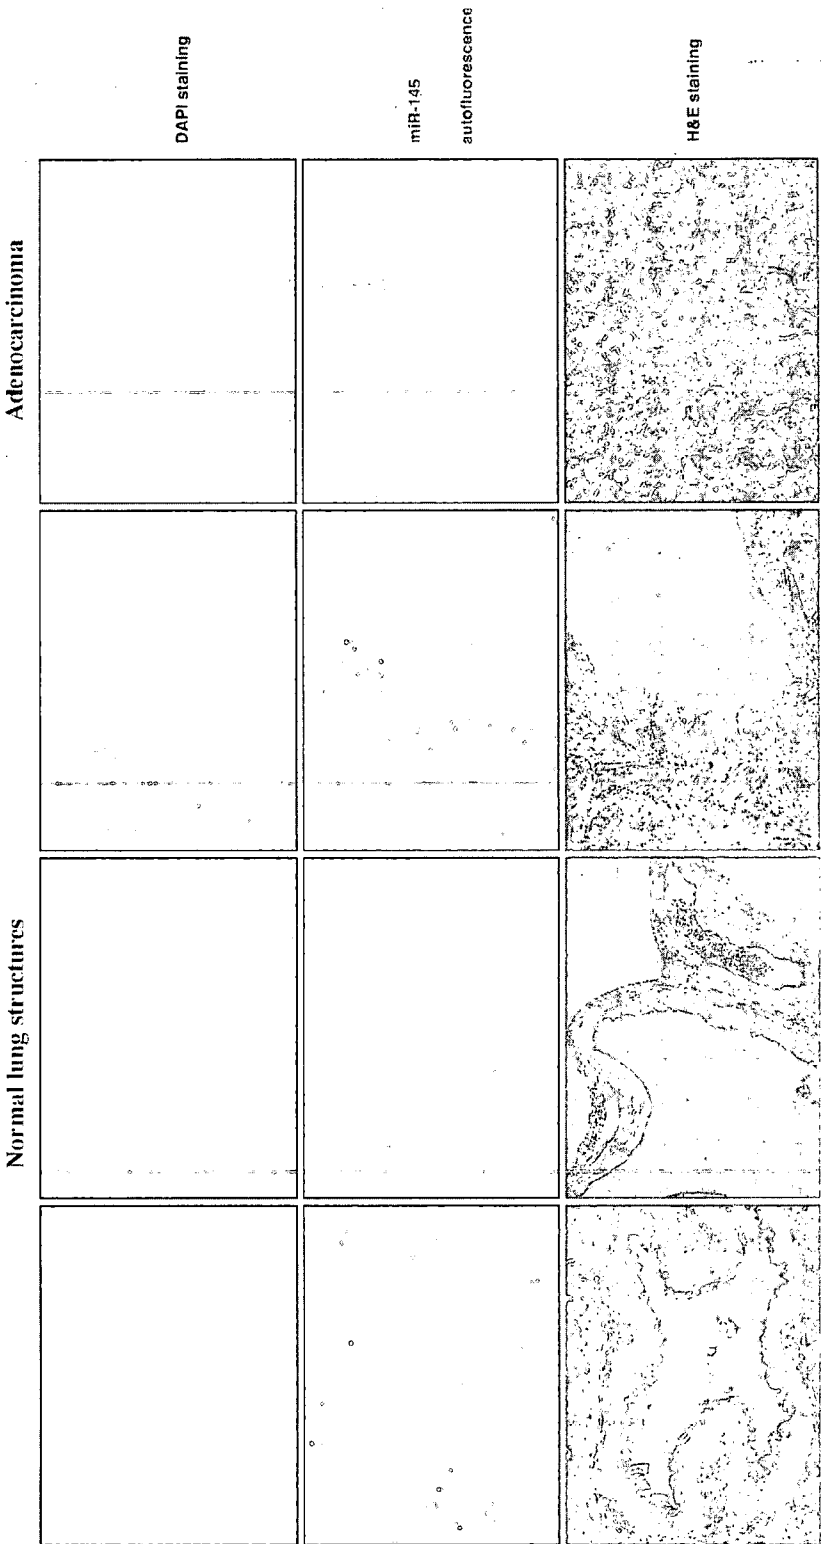 Normal lung structures
Adenocarcinoma
DAPI staining
miR-145
autofluorescence
H&E staining